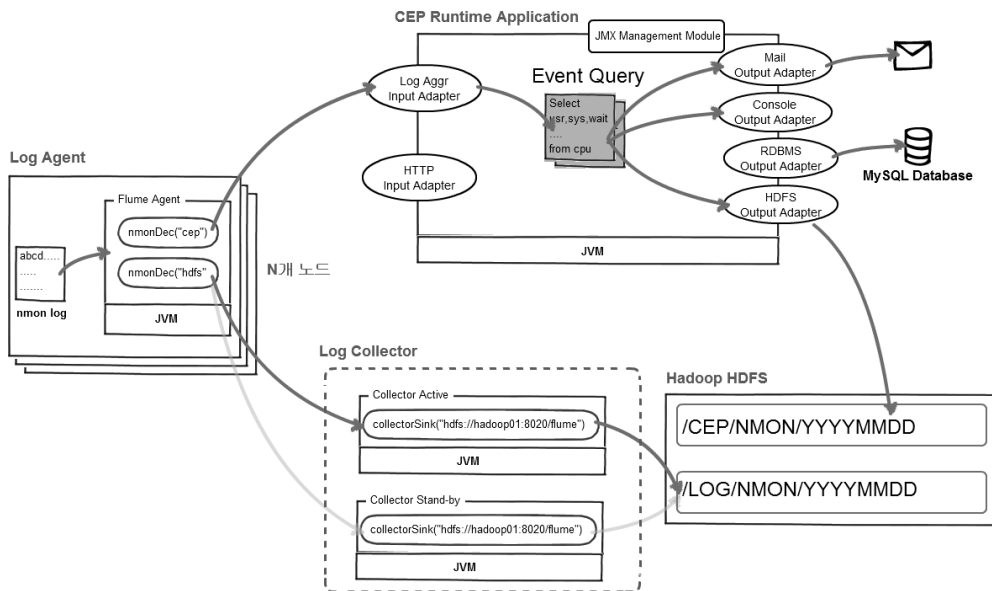 CEP Runtime Application
JMX Management Module
Log Aggr
Input Adapter
Event Query
Select
usr,sys,wait
....
from cpu
Mail
Output Adapter
Console
Output Adapter
RDBMS
Output Adapter
MySQL Database
HTTP
Input Adapter
HDFS
Output Adapter
JVM
Log Agent
Flume Agent
nmonDec("cep")
abcd.....
.....
.......
nmonDec("hdfs"
nmon log
JVM
N개 노드
Log Collector
Collector Active
collectorSink("hdfs://hadoop01:8020/flume")
JVM
Collector Stand-by
collectorSink("hdfs://hadoop01:8020/flume")
JVM
Hadoop HDFS
/CEP/NMON/YYYYMMDD
/LOG/NMON/YYYYMMDD